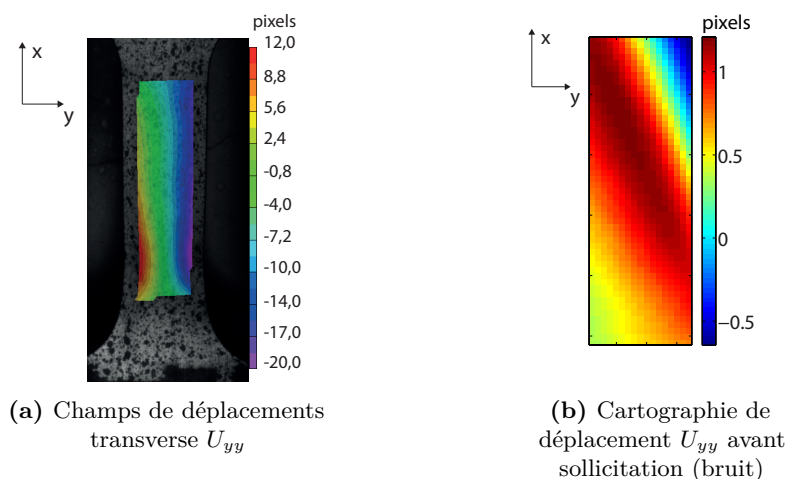 pixels
x
y
12,0
8,8
5,6
2,4
-0,8
-4,0
-7,2
-10,0
-14,0
-17,0
-20,0
(a) Champs de déplacements
transverse Uyy
pixels
x
y
1
0.5
0
−0.5
(b) Cartographie de
déplacement Uyy avant
sollicitation (bruit)